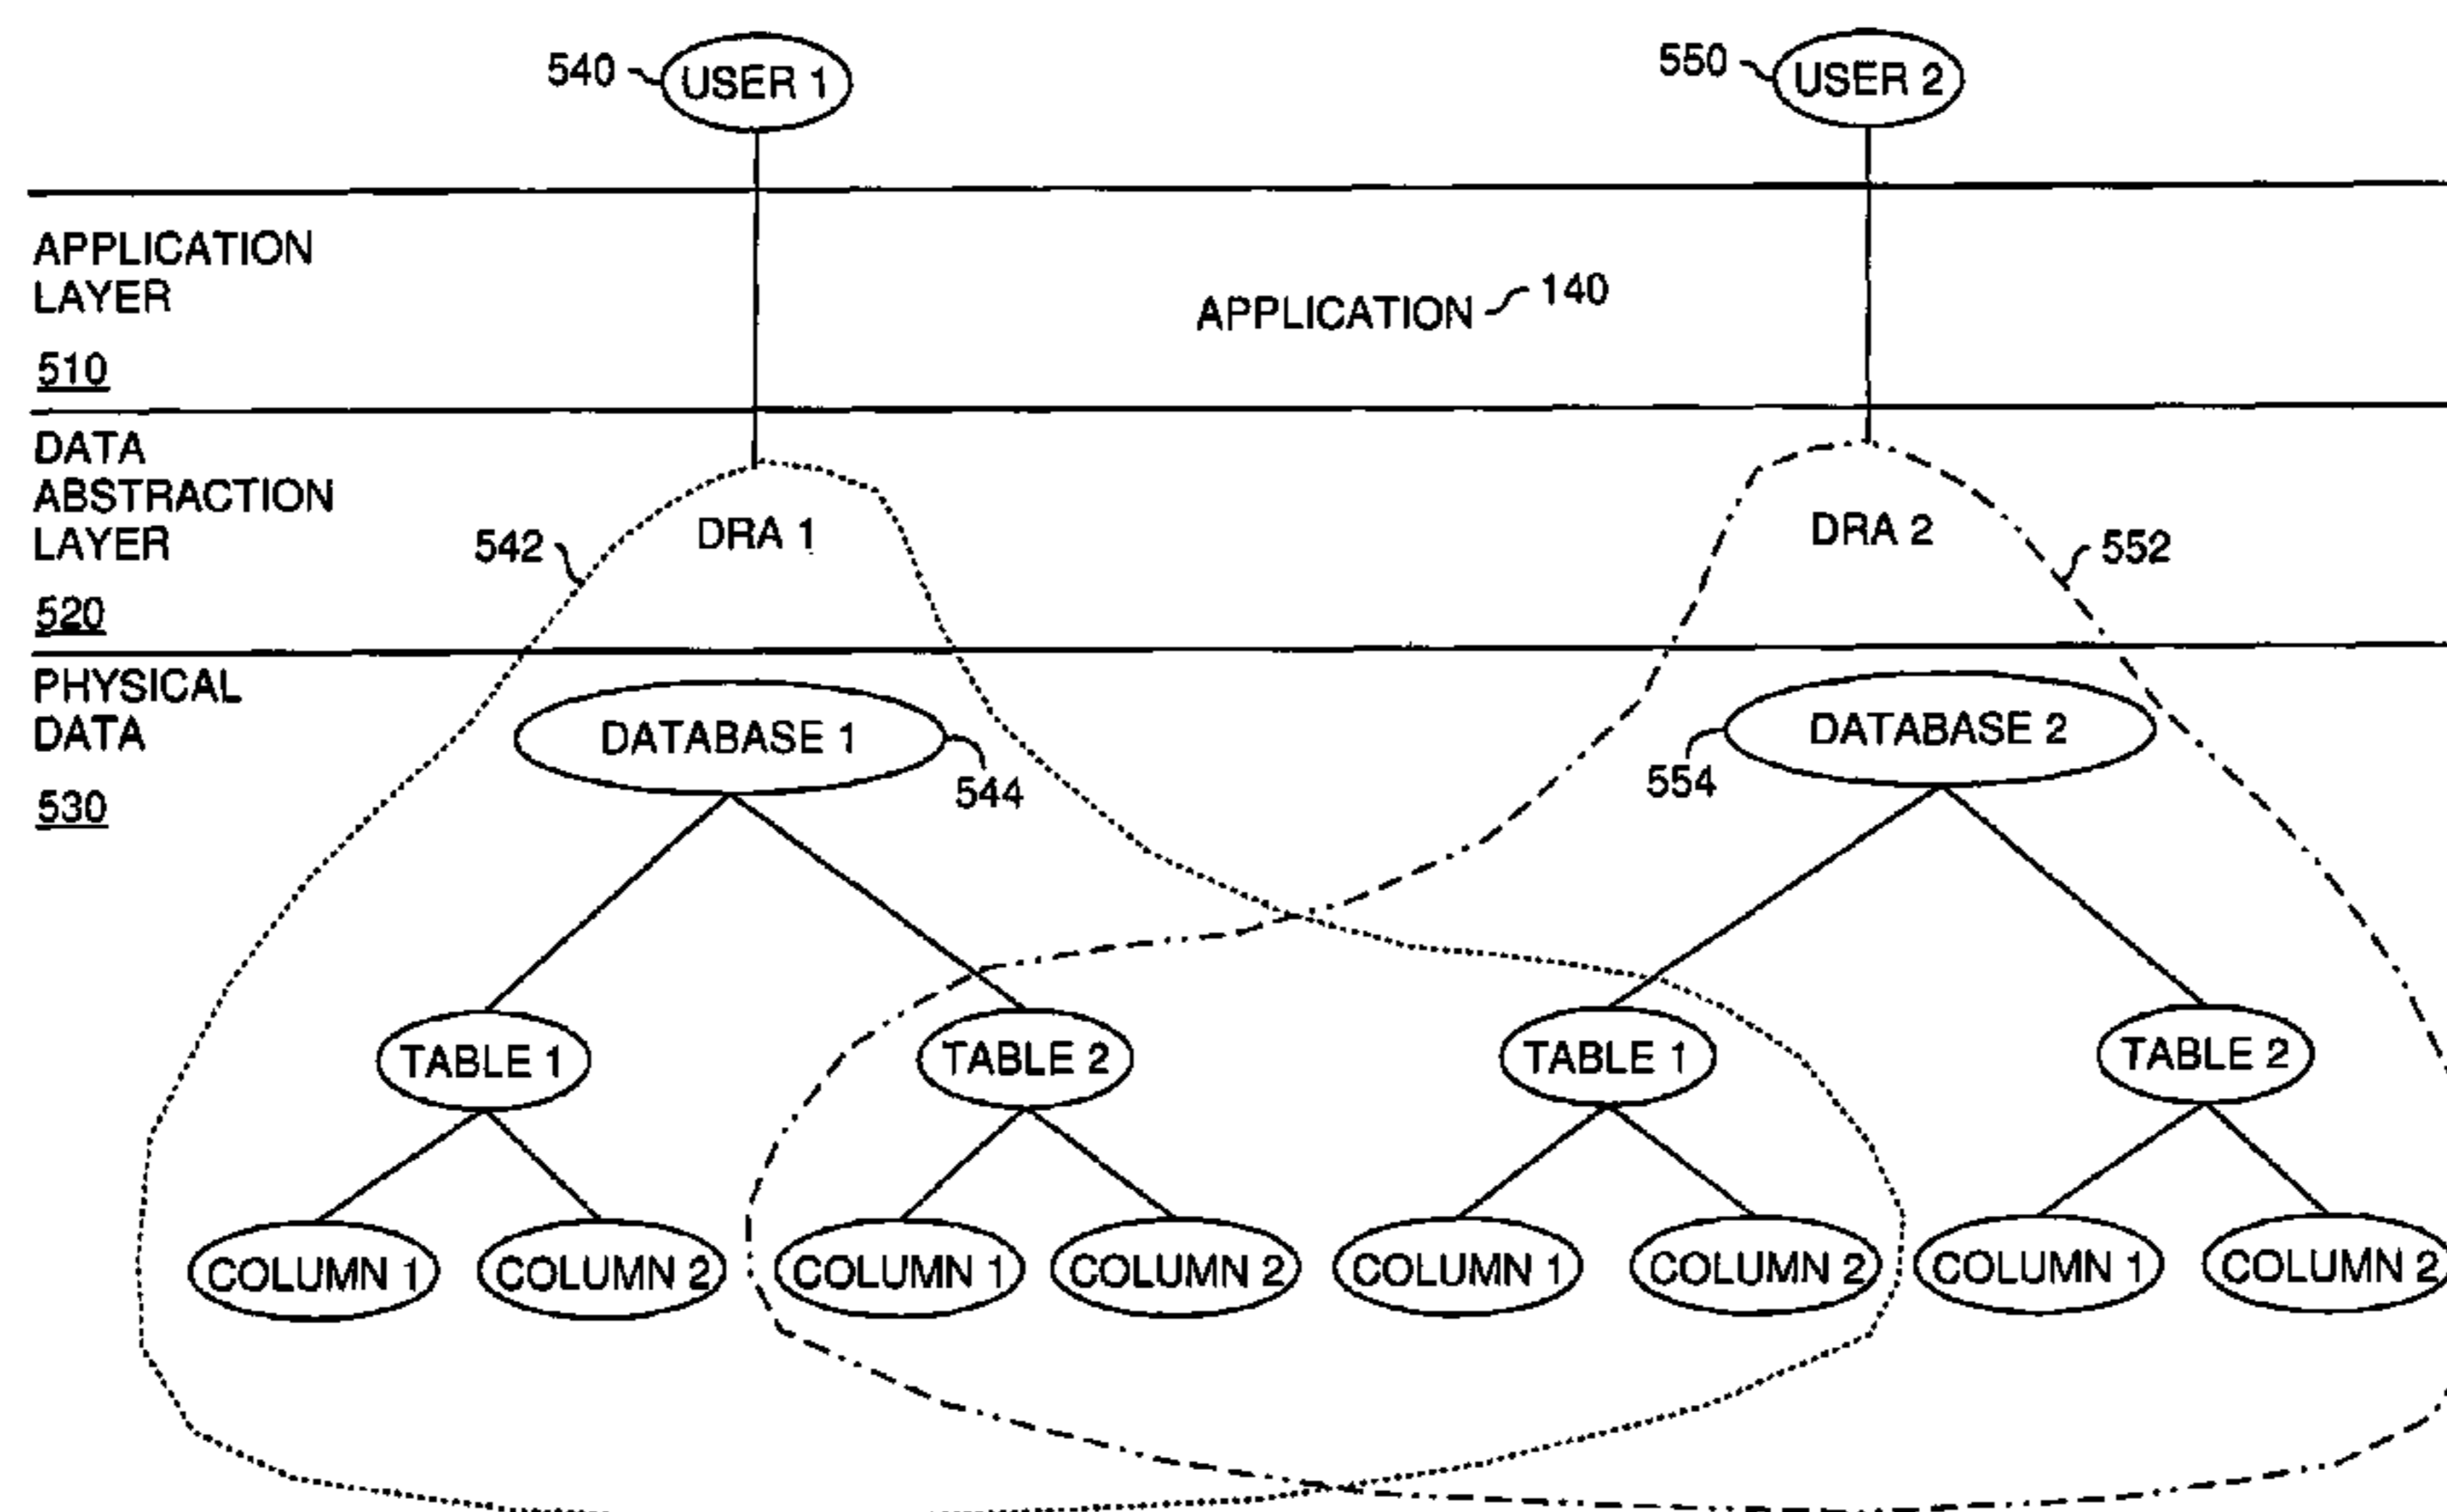 540 USER 1
550 USER 2
APPLICATION
LAYER
510
APPLICATION 140
DATA
ABSTRACTION
LAYER
520
542
DRA 1
DRA 2
552
PHYSICAL
DATA
530
DATABASE 1
544
DATABASE 2
554
TABLE 1
TABLE 2
TABLE 1
TABLE 2
COLUMN 1
COLUMN 2
COLUMN 1
COLUMN 2
COLUMN 1
COLUMN 2
COLUMN 1
COLUMN 2